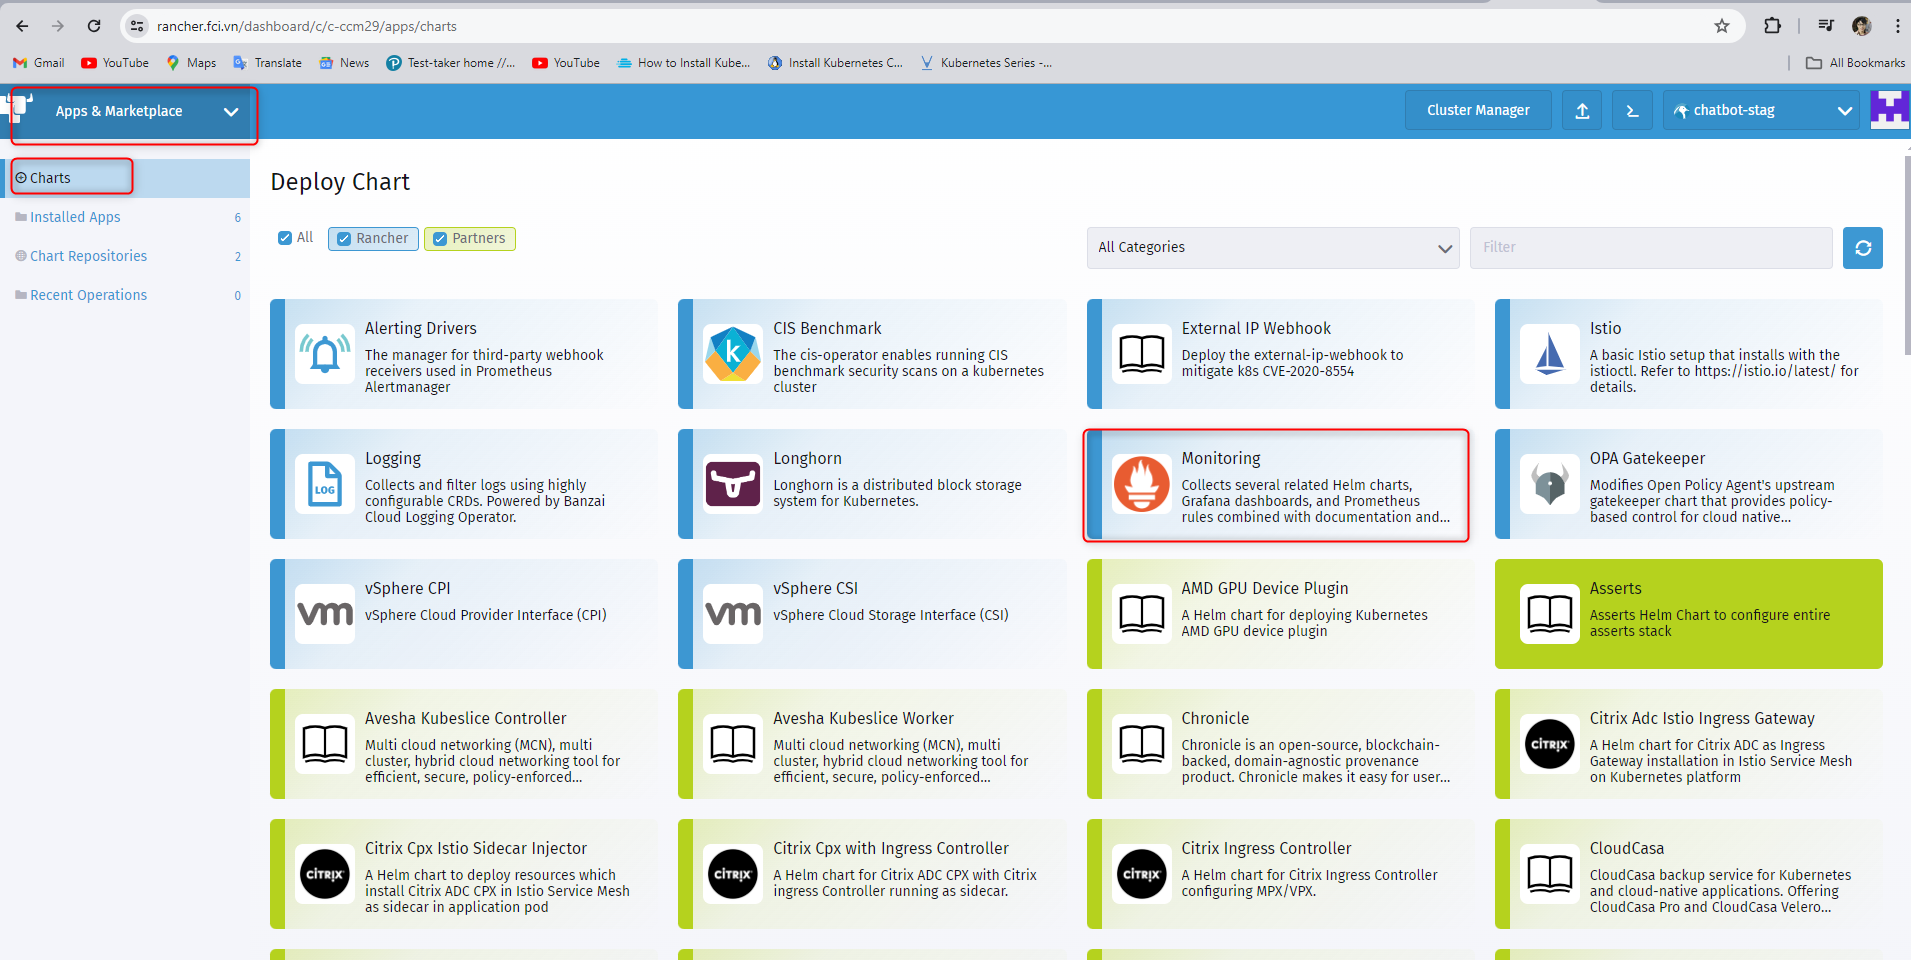 rancher.fci.vn/dashboard/c/c-ccm29/apps/charts
Gmail
YouTube
Maps
Translate
News
Test-taker home //...
YouTube
How to Install Kube...
Install Kubernetes C...
Kubernetes Series -...
All Bookmarks
Apps & Marketplace
Cluster Manager
chatbot-stag
Charts
Installed Apps 6
Chart Repositories 2
Recent Operations 0
Deploy Chart
All
Rancher
Partners
All Categories
Filter
Alerting Drivers
The manager for third-party webhook
receivers used in Prometheus
Alertmanager
CIS Benchmark
The cis-operator enables running CIS
benchmark security scans on a kubernetes
cluster
External IP Webhook
Deploy the external-ip-webhook to
mitigate k8s CVE-2020-8554
Istio
A basic Istio setup that installs with the
istioctl. Refer to https://istio.io/latest/ for
details.
LOG
Logging
Collects and filter logs using highly
configurable CRDs. Powered by Banzai
Cloud Logging Operator.
Longhorn
Longhorn is a distributed block storage
system for Kubernetes.
Monitoring
Collects several related Helm charts,
Grafana dashboards, and Prometheus
rules combined with documentation and...
OPA Gatekeeper
Modifies Open Policy Agent's upstream
gatekeeper chart that provides policy-
based control for cloud native...
vm
vSphere CPI
vSphere Cloud Provider Interface (CPI)
vm
vSphere CSI
vSphere Cloud Storage Interface (CSI)
AMD GPU Device Plugin
A Helm chart for deploying Kubernetes
AMD GPU device plugin
Asserts
Asserts Helm Chart to configure entire
asserts stack
Avesha Kubeslice Controller
Multi cloud networking (MCN), multi
cluster, hybrid cloud networking tool for
efficient, secure, policy-enforced...
Avesha Kubeslice Worker
Multi cloud networking (MCN), multi
cluster, hybrid cloud networking tool for
efficient, secure, policy-enforced...
Chronicle
Chronicle is an open-source, blockchain-
backed, domain-agnostic provenance
product. Chronicle makes it easy for user...
citrix
Citrix Adc Istio Ingress Gateway
A Helm chart for Citrix ADC as Ingress
Gateway installation in Istio Service Mesh
on Kubernetes platform
citrix
Citrix Cpx Istio Sidecar Injector
A Helm chart to deploy resources which
install Citrix ADC CPX in Istio Service Mesh
as sidecar in application pod
citrix
Citrix Cpx with Ingress Controller
A Helm chart for Citrix ADC CPX with Citrix
ingress Controller running as sidecar.
citrix
Citrix Ingress Controller
A Helm chart for Citrix Ingress Controller
configuring MPX/VPX.
CloudCasa
CloudCasa backup service for Kubernetes
and cloud-native applications. Offering
CloudCasa Pro and CloudCasa Velero...